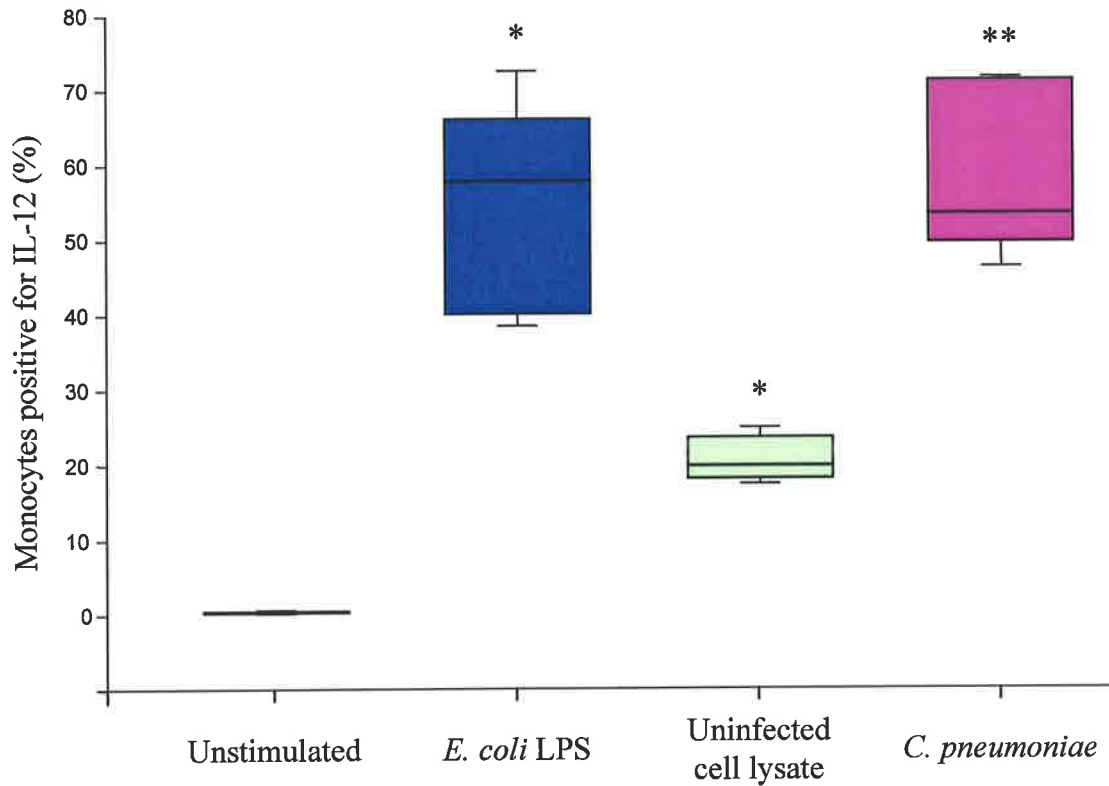 80
70
60
50
40
30
20
10
0
Monocytes positive for IL-12 (%)
*
*
**
Unstimulated
E. coli LPS
Uninfected
cell lysate
C. pneumoniae